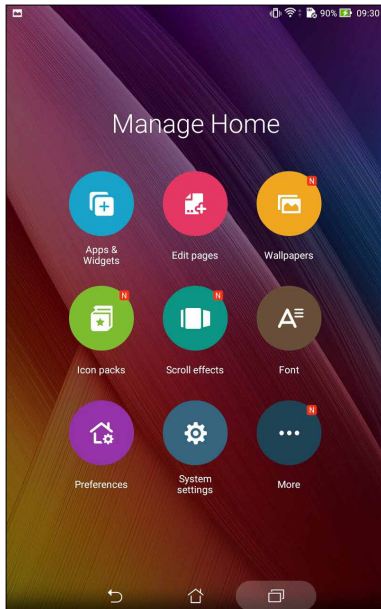 90% 09:30
Manage Home
N
Apps &
Widgets
Edit pages
Wallpapers
N
N
Icon packs
Scroll effects
A
Font
N
Preferences
System
settings
More